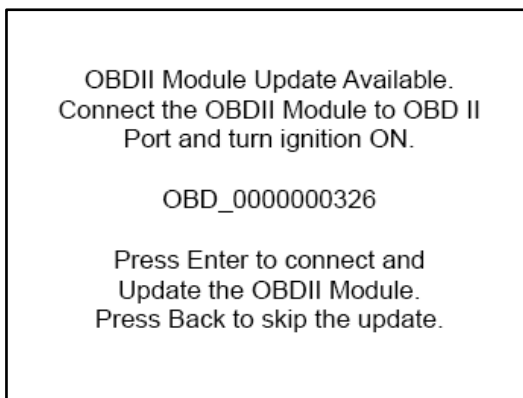 OBDII Module Update Available.
Connect the OBDII Module to OBD II
Port and turn ignition ON.
OBD_0000000326
Press Enter to connect and
Update the OBDII Module.
Press Back to skip the update.